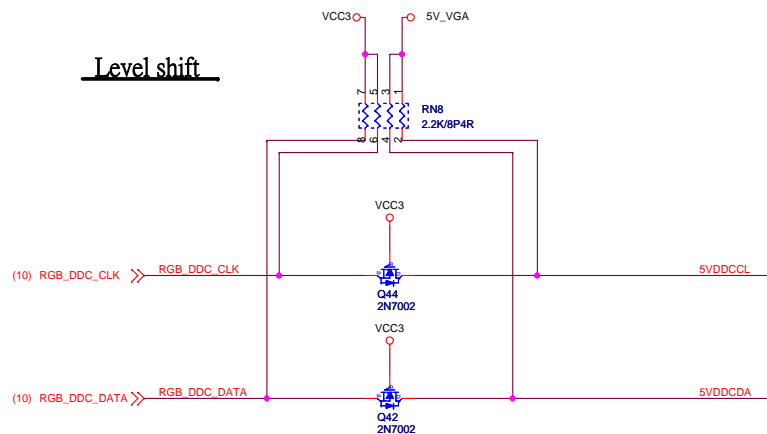 VCC3
5V_VGA
Level shift
7 5 3 1
RN8
2.2K/8P4R
8 6 4 2
VCC3
(10) RGB_DDC_CLK
RGB_DDC_CLK
5VDDCCL
Q44
2N7002
VCC3
(10) RGB_DDC_DATA
RGB_DDC_DATA
5VDDCDA
Q42
2N7002